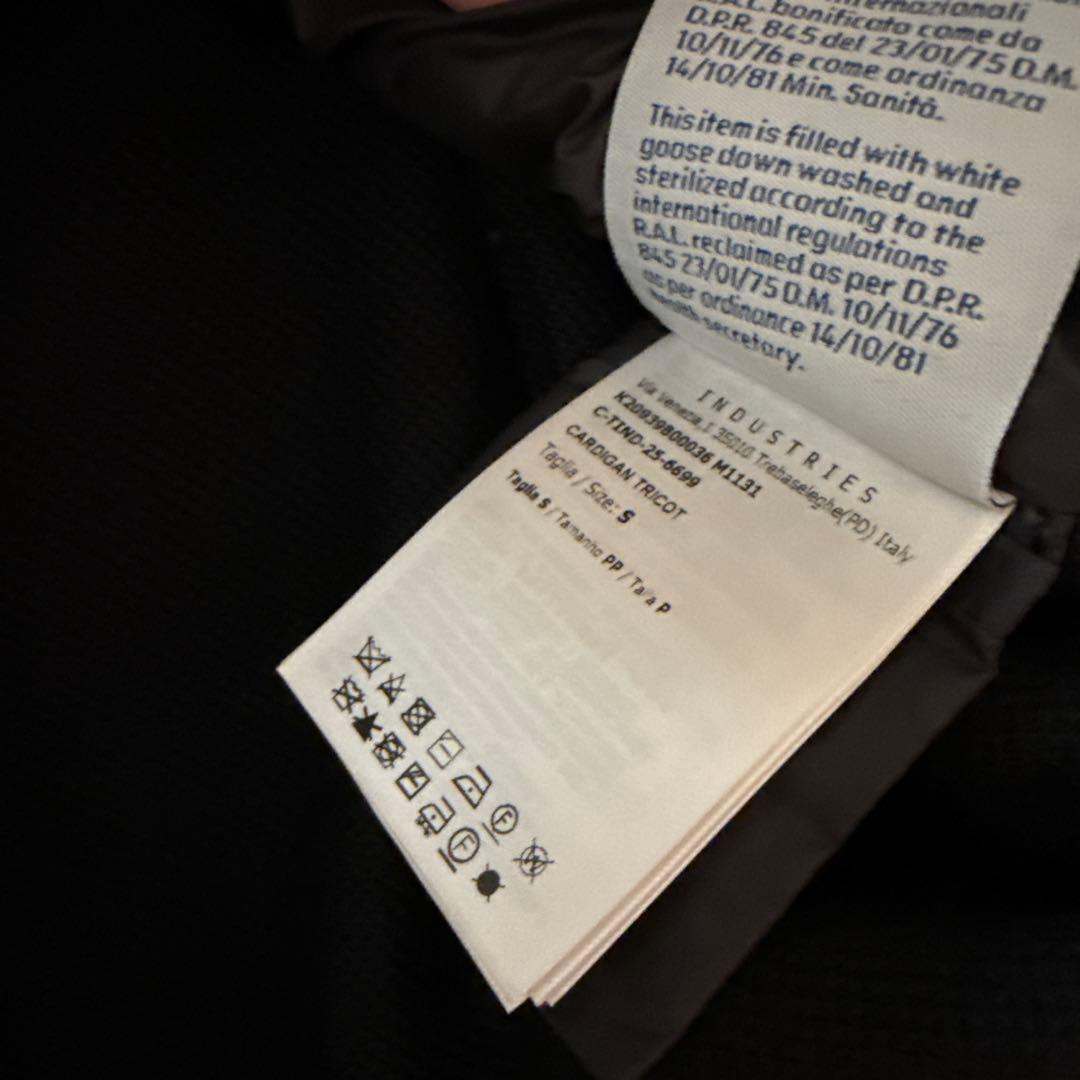 internazionali
R.A.L. bonificato come da
D.P.R. 845 del 23/01/75 D.M.
10/11/76 e come ordinanza
14/10/81 Min. Sanità.
This item is filled with white
goose down washed and
sterilized according to the
international regulations
R.A.L. reclaimed as per D.P.R.
845 23/01/75 D.M. 10/11/76
as per ordinance 14/10/81
health secretary.
INDUSTRIES
Via Venezia,1 35010 Trebaseleghe(PD) Italy
K20939800036 M1131
C-TIND-25-6699
CARDIGAN TRICOT
Taglia / Size: S
Taglia S / Tamanho PP / Talla P
F
F
W